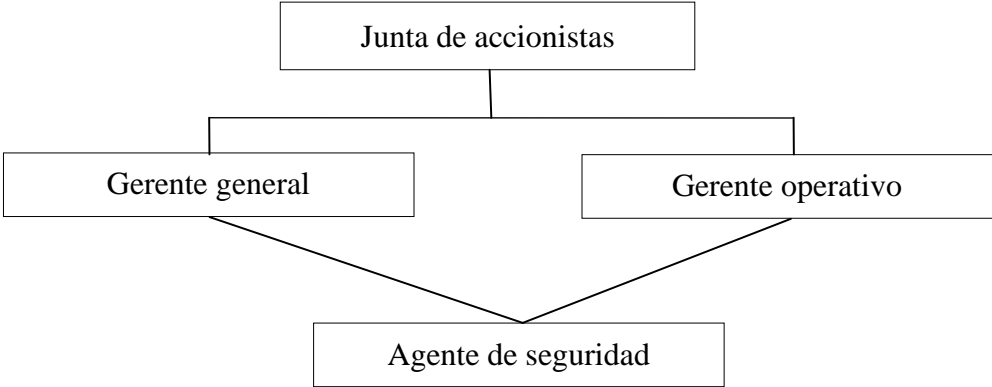 Junta de accionistas
Gerente general
Gerente operativo
Agente de seguridad